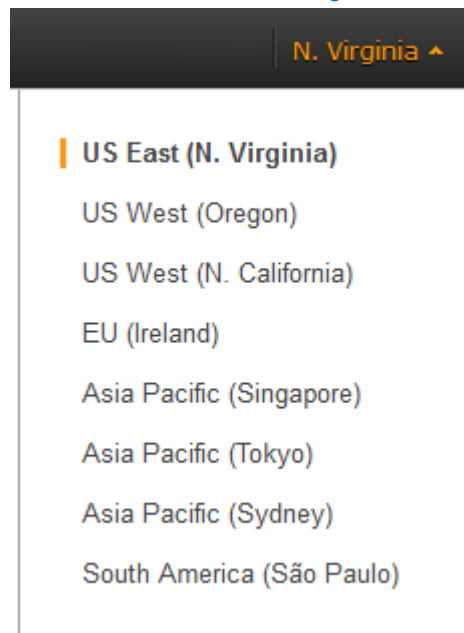 N. Virginia
US East (N. Virginia)
US West (Oregon)
US West (N. California)
EU (Ireland)
Asia Pacific (Singapore)
Asia Pacific (Tokyo)
Asia Pacific (Sydney)
South America (São Paulo)